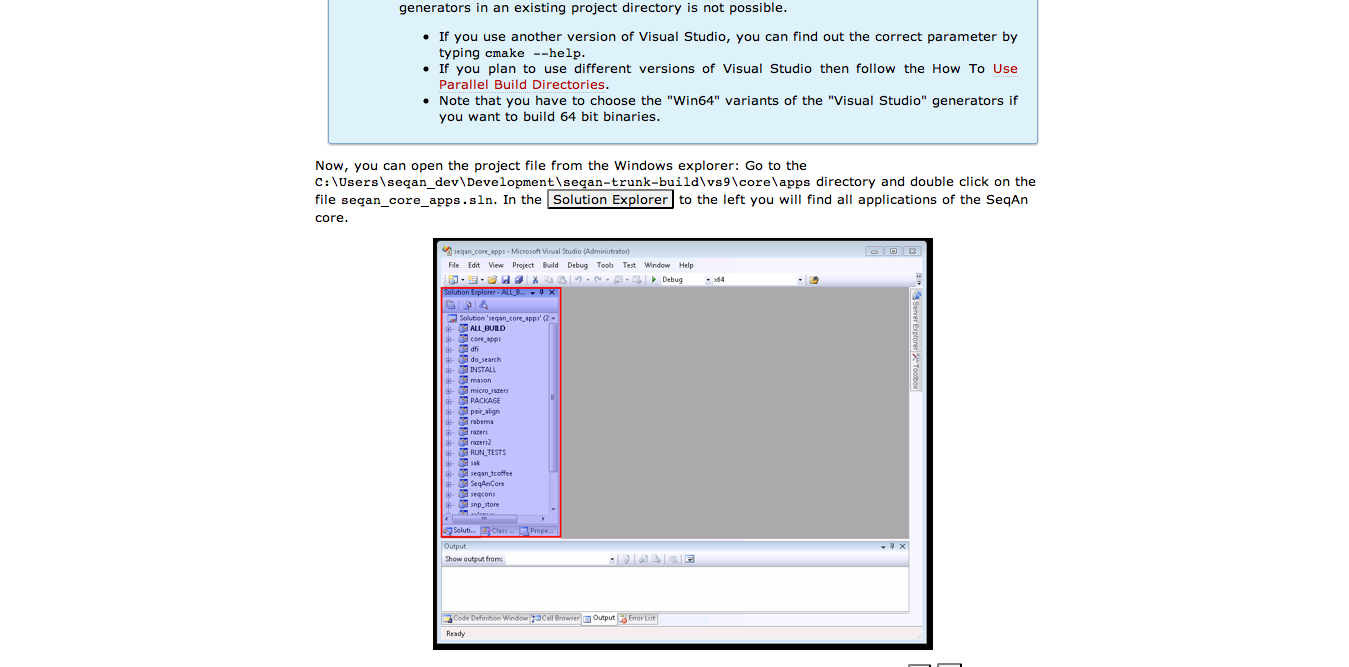 generators in an existing project directory is not possible.
• If you use another version of Visual Studio, you can find out the correct parameter by
typing cmake --help.
• If you plan to use different versions of Visual Studio then follow the How To Use
Parallel Build Directories.
• Note that you have to choose the "Win64" variants of the "Visual Studio" generators if
you want to build 64 bit binaries.
Now, you can open the project file from the Windows explorer: Go to the
C:\Users\seqan_dev\Development\seqan-trunk-build\vs9\core\apps directory and double click on the
file seqan_core_apps.sln. In the Solution Explorer to the left you will find all applications of the SeqAn
core.
seqan_core_apps - Microsoft Visual Studio (Administrator)
File Edit View Project Build Debug Tools Test Window Help
Debug x64
Solution Explorer - ALL_B...
Solution 'seqan_core_apps' (2
ALL_BUILD
core_apps
dfi
do_search
INSTALL
mason
micro_razers
PACKAGE
pair_align
rabema
razers
razers2
RUN_TESTS
sak
seqan_tcoffee
SeqAnCore
seqcons
snp_store
Soluti... Class ... Prope...
Server Explorer
Toolbox
Output
Show output from:
Code Definition Window Call Browser Output Error List
Ready